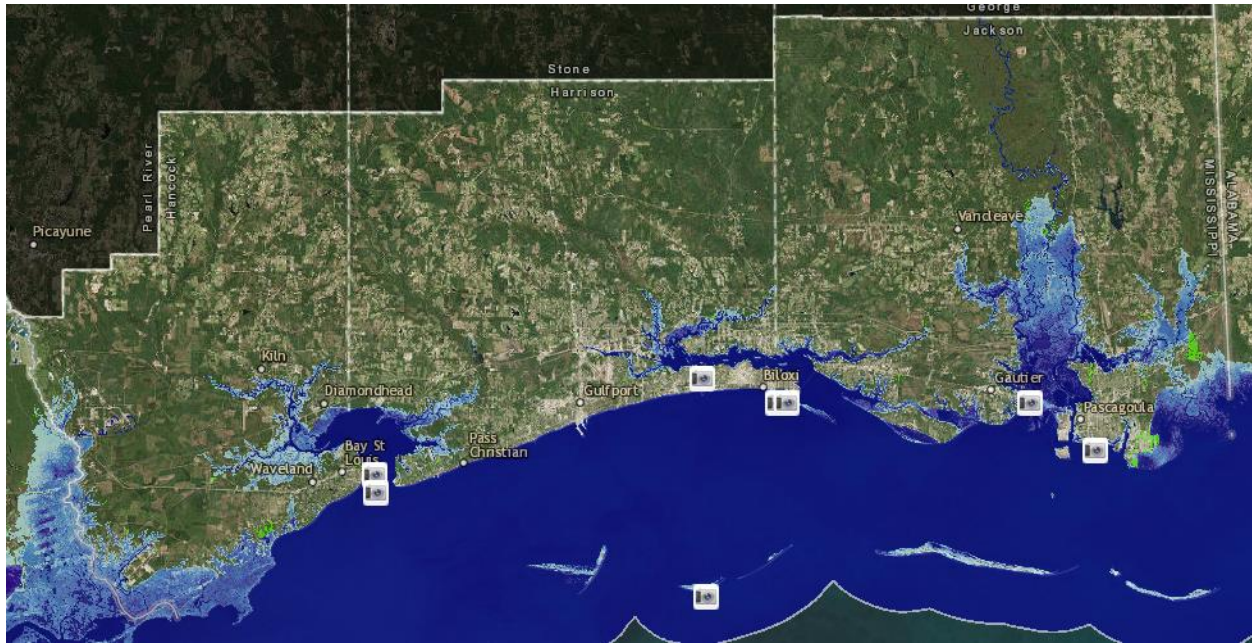 George
Jackson
Stone
Harrison
Pearl River
Hancock
MISSISSIPPI
ALABAMA
Picayune
Vancleave
Kiln
Diamondhead
Gulfport
Biloxi
Gautier
Pascagoula
Bay St
Louis
Pass
Christian
Waveland